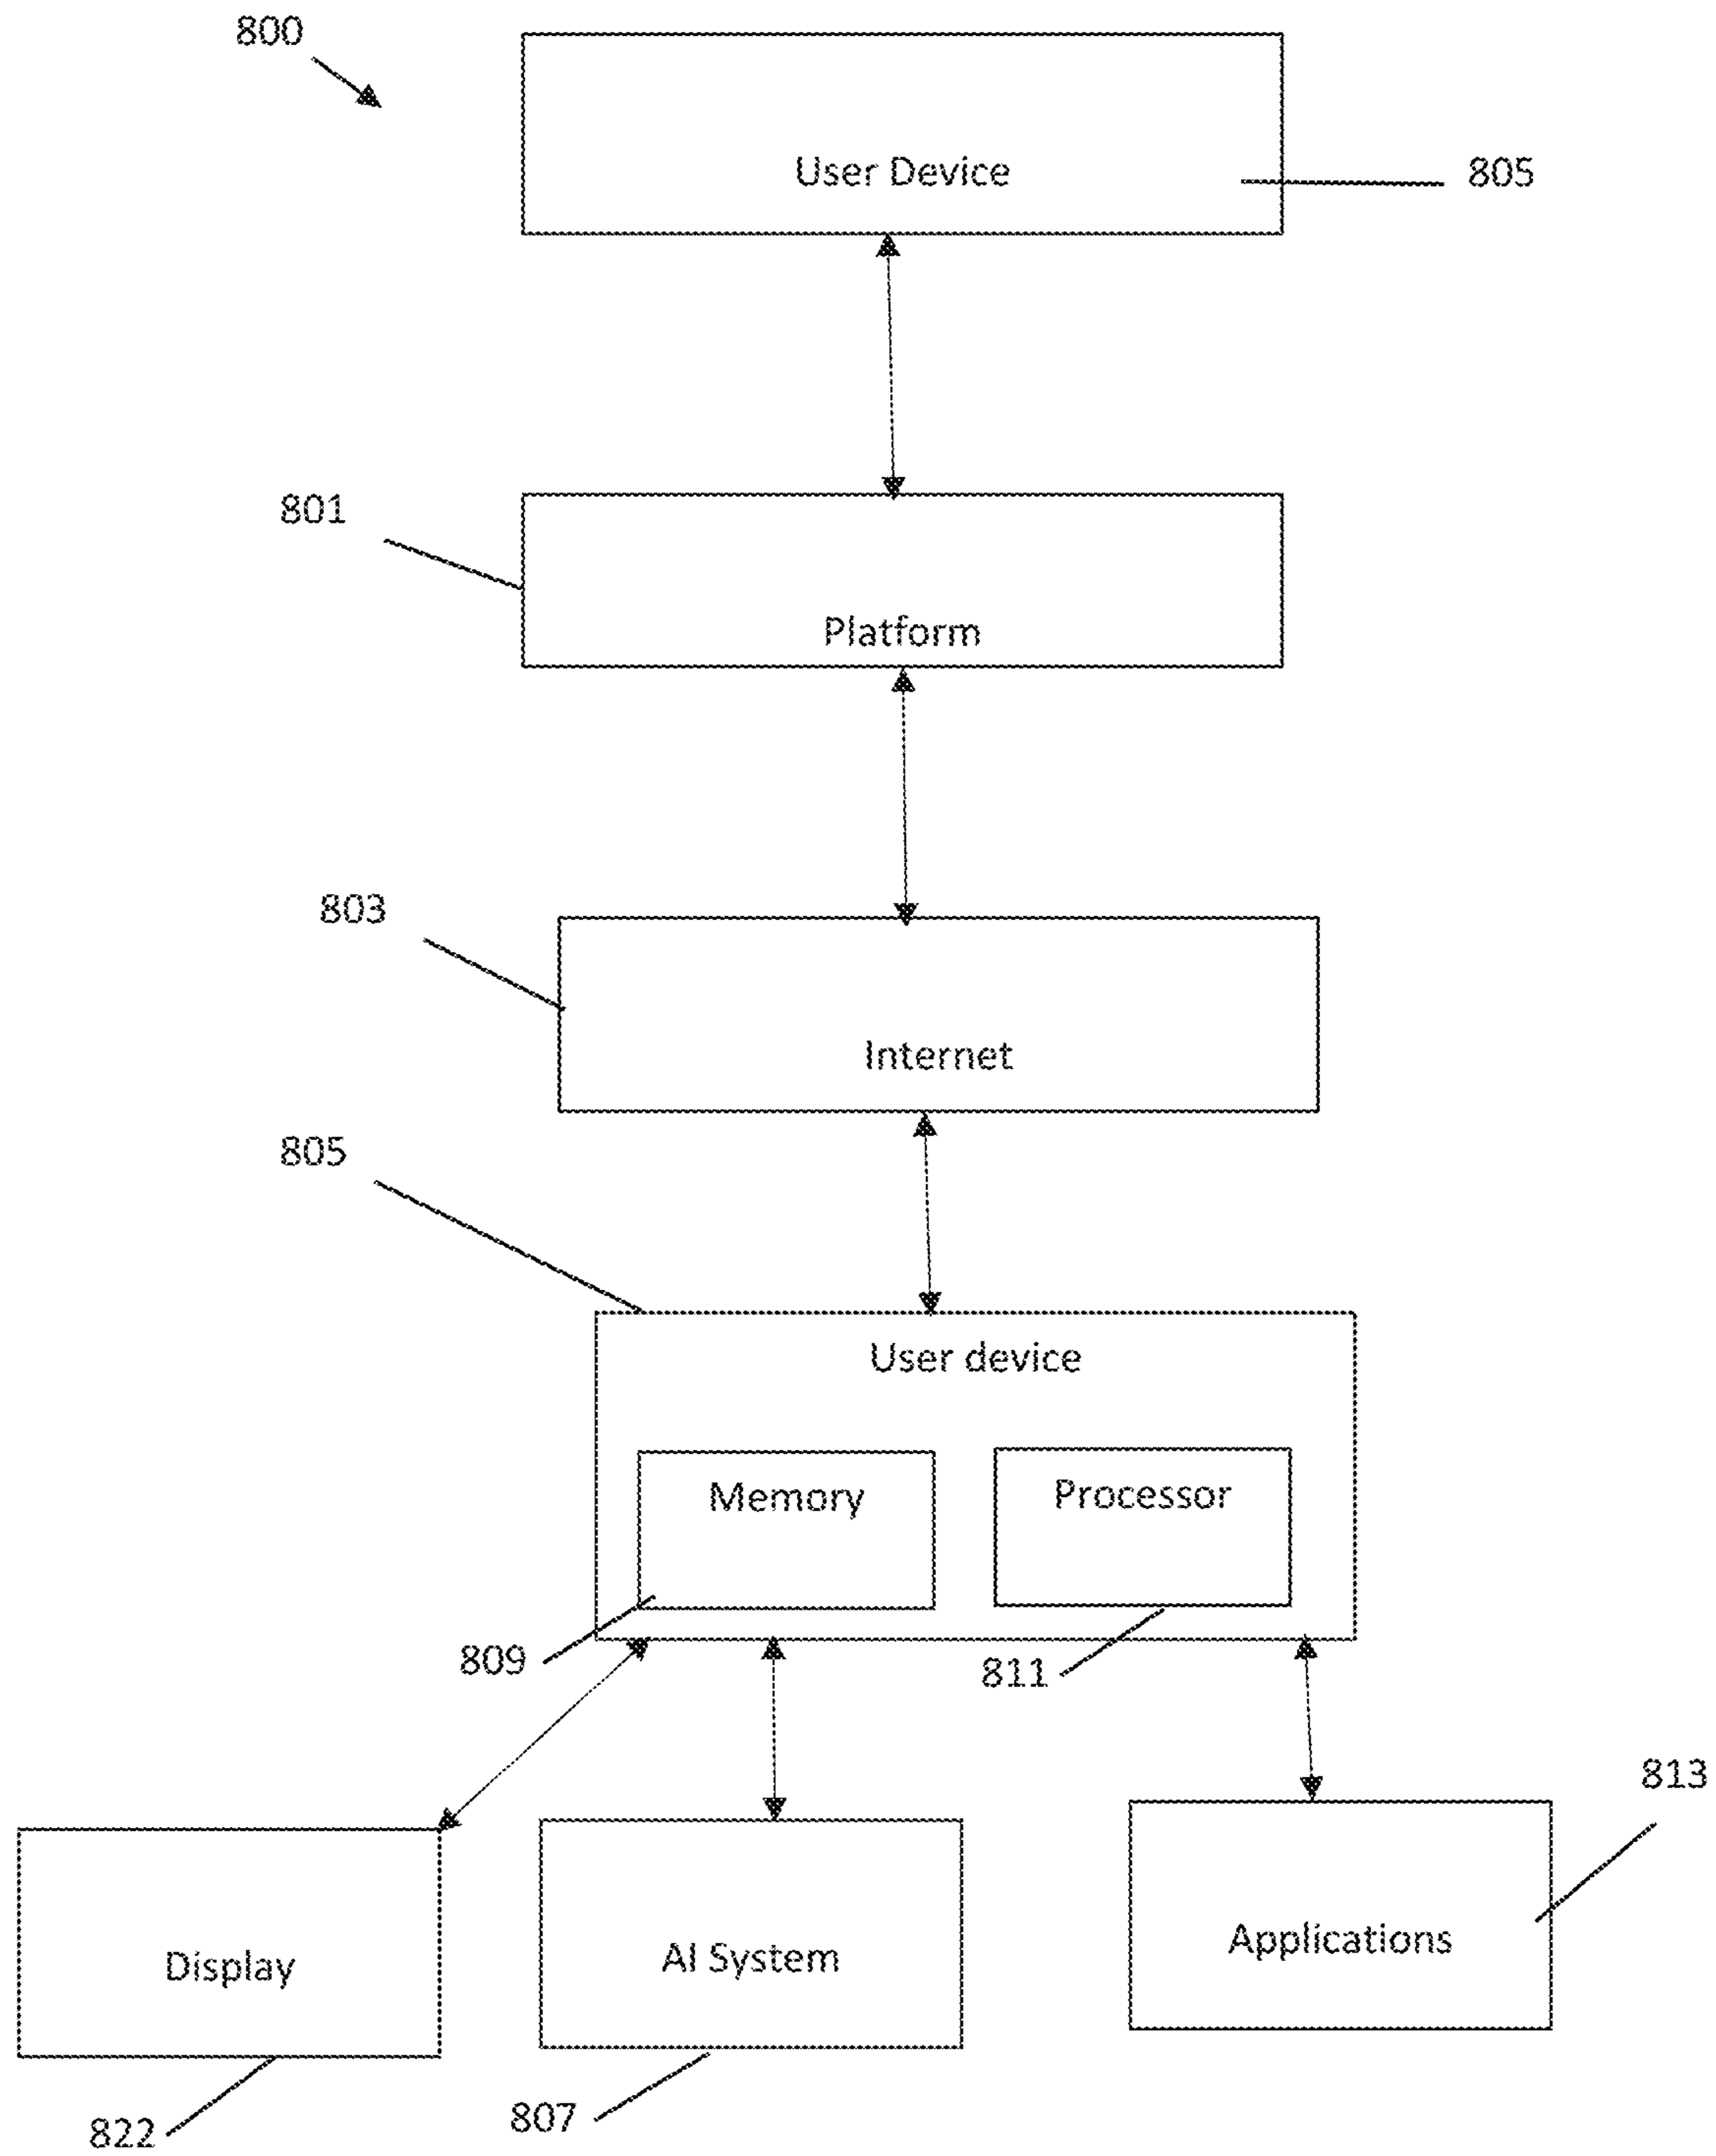 800
User Device
805
801
Platform
803
Internet
805
User device
Memory
Processor
809
811
813
Display
AI System
Applications
822
807